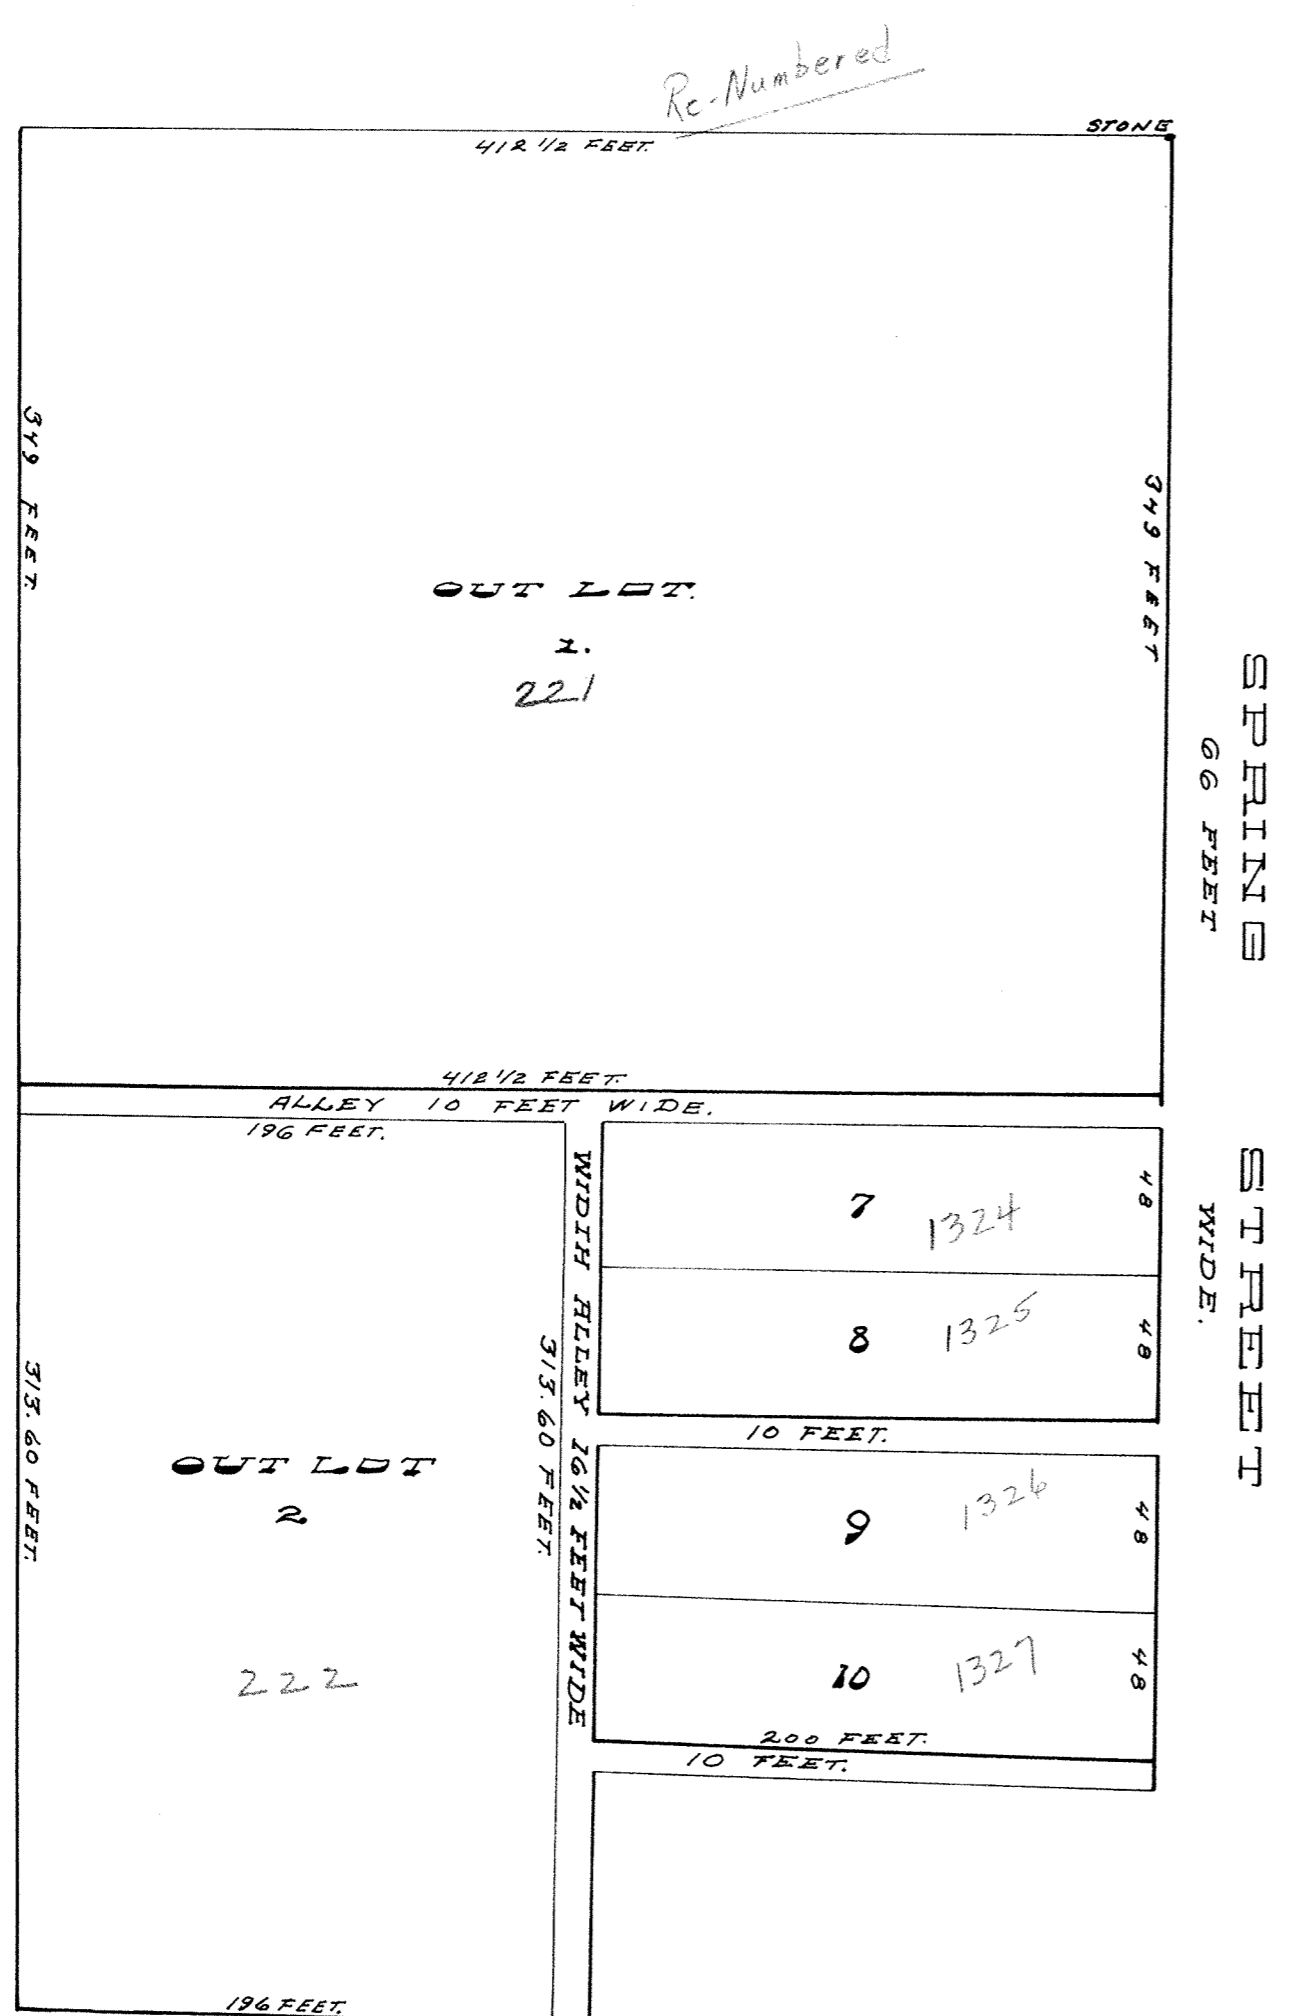 Re-Numbered
STONE
412 1/2 FEET.
349 FEET.
349 FEET
OUT LOT.
1.
221
SPRING STREET
66 FEET WIDE.
412 1/2 FEET.
ALLEY 10 FEET WIDE.
196 FEET.
WIDTH ALLEY 16 1/2 FEET WIDE
7 1324
48
8 1325
48
10 FEET.
313.60 FEET.
313.60 FEET.
OUT LOT
2
222
9 1326
48
10 1327
48
200 FEET.
10 FEET.
196 FEET.